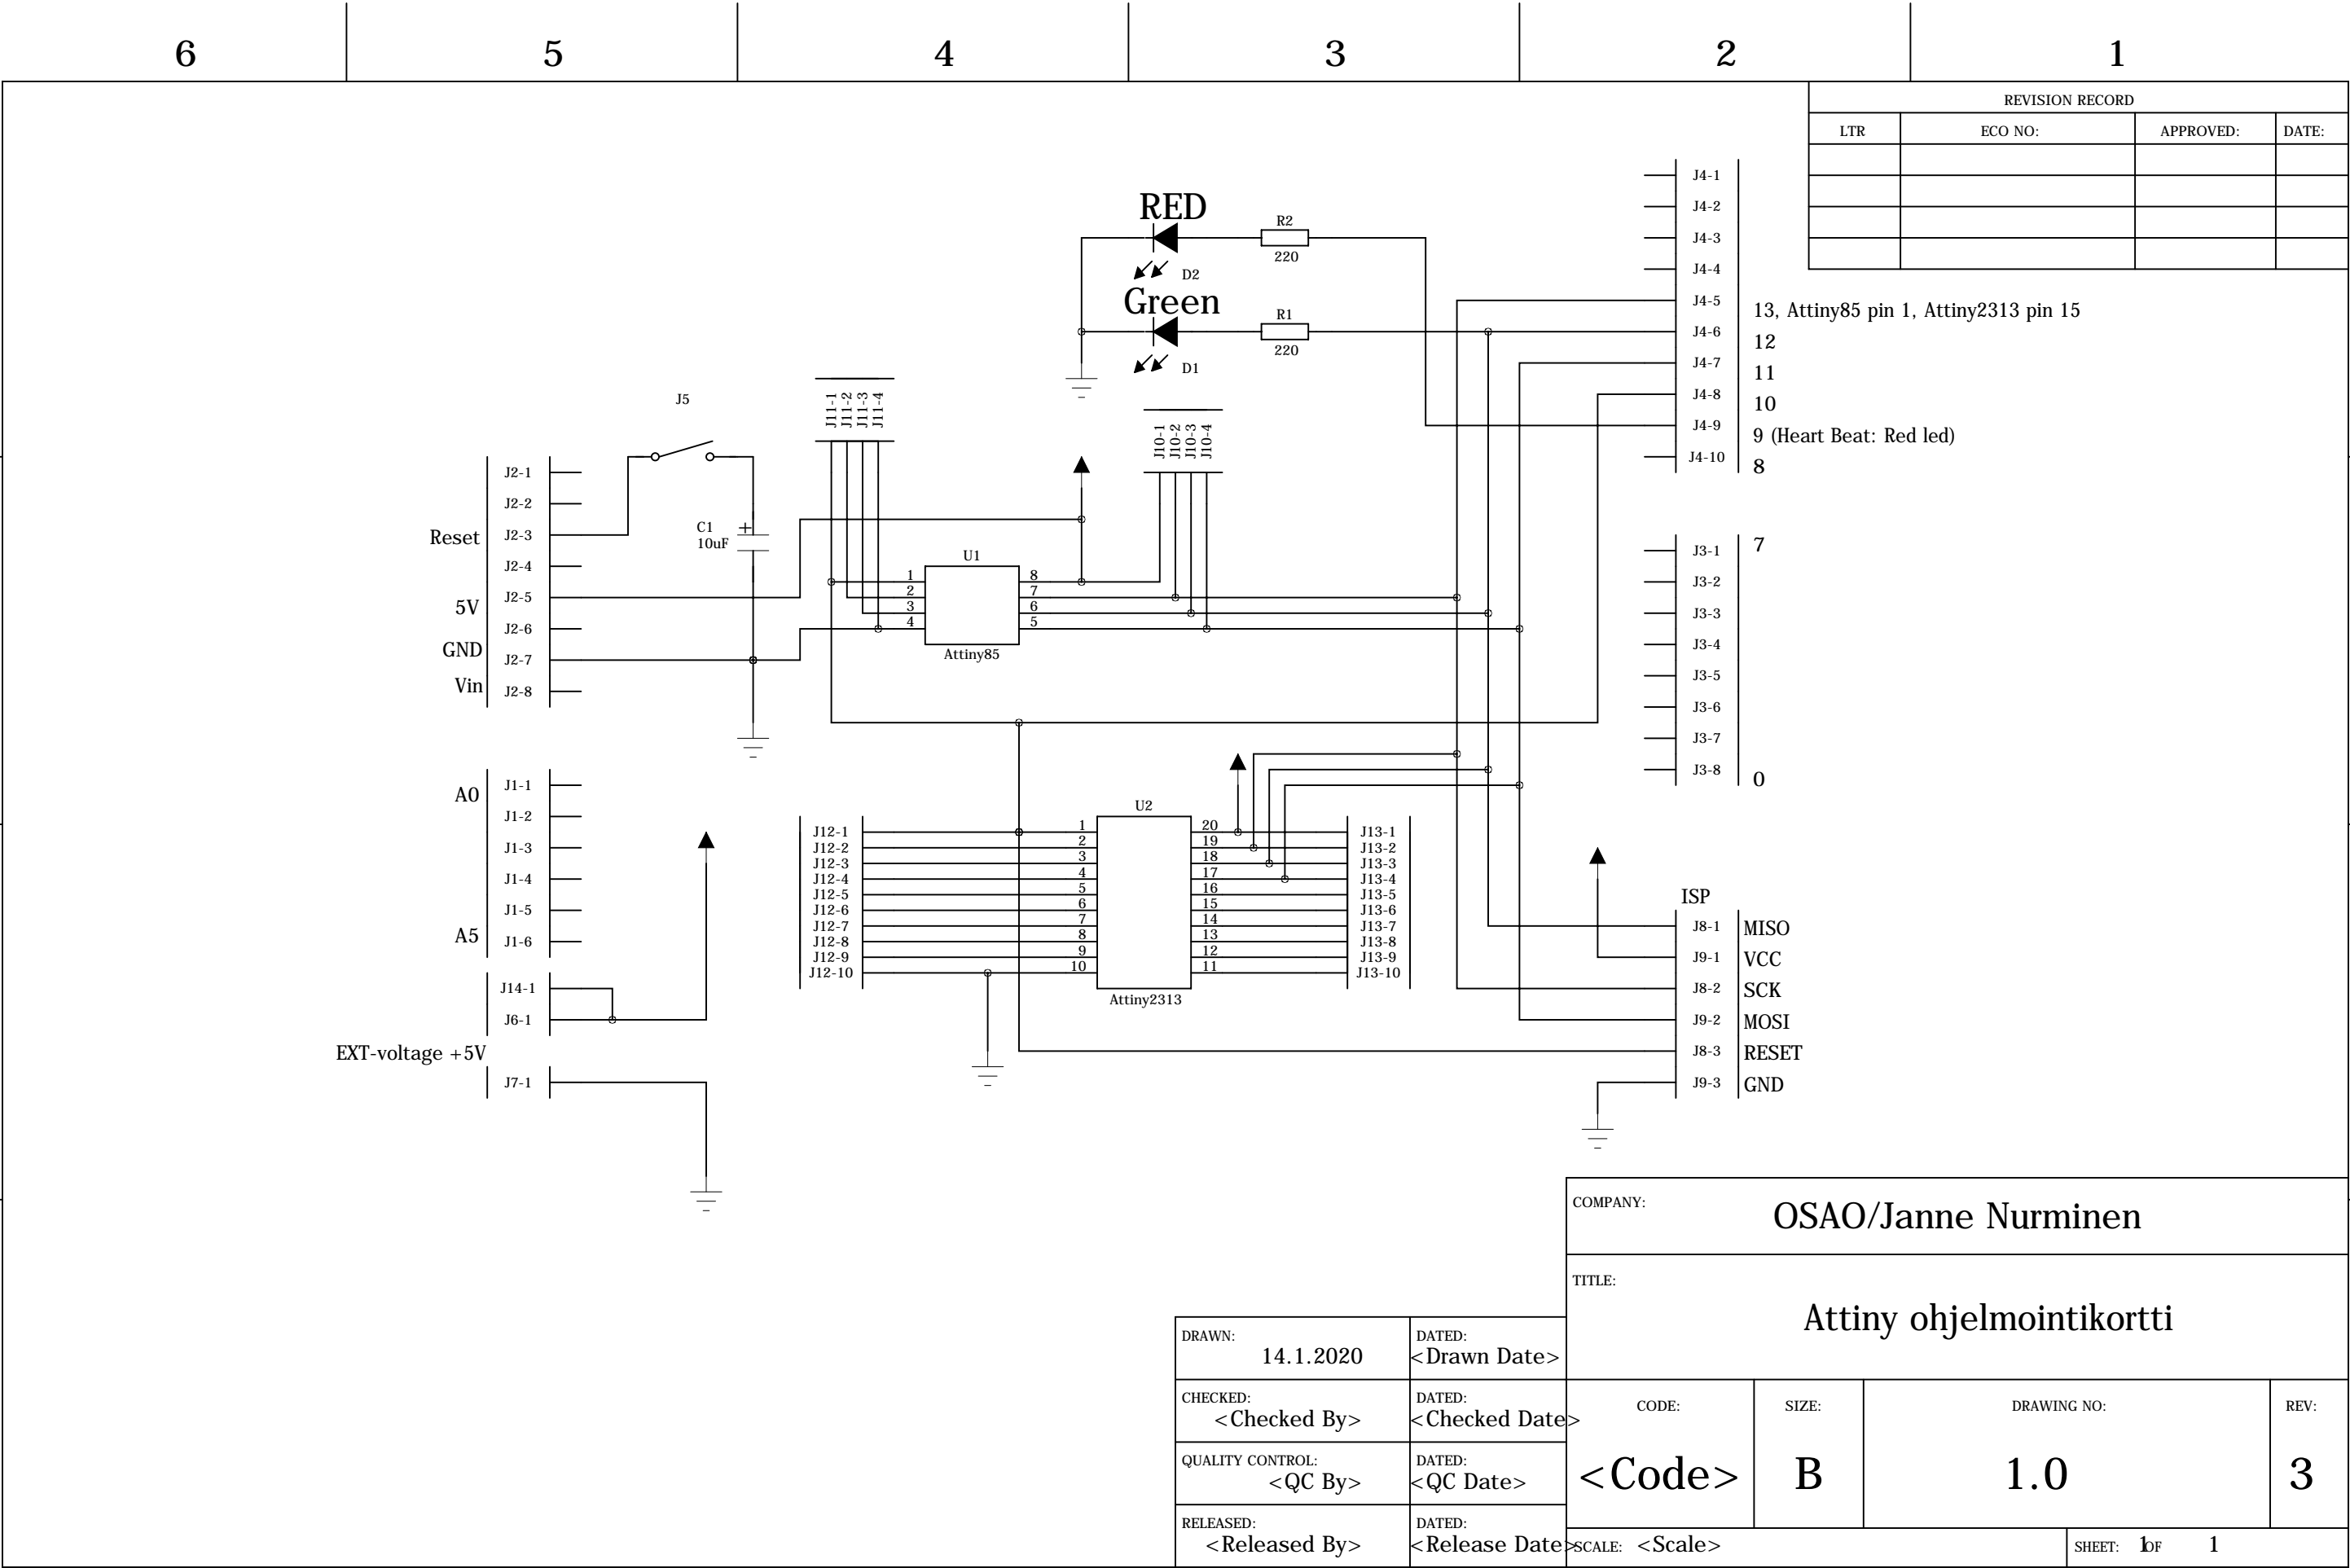 6 5 4 3 2 1
REVISION RECORD
LTR ECO NO: APPROVED: DATE:
RED
R2
220
D2
Green
R1
220
D1
J4-1
J4-2
J4-3
J4-4
J4-5
J4-6
J4-7
J4-8
J4-9
J4-10
13, Attiny85 pin 1, Attiny2313 pin 15
12
11
10
9 (Heart Beat: Red led)
8
J5
J11-1
J11-2
J11-3
J11-4
J10-1
J10-2
J10-3
J10-4
Reset
5V
GND
Vin
J2-1
J2-2
J2-3
J2-4
J2-5
J2-6
J2-7
J2-8
C1
+
10uF
U1
1 8
2 7
3 6
4 5
Attiny85
J3-1
J3-2
J3-3
J3-4
J3-5
J3-6
J3-7
J3-8
7
0
A0
A5
J1-1
J1-2
J1-3
J1-4
J1-5
J1-6
J14-1
J6-1
EXT-voltage +5V
J7-1
U2
J12-1 1 20 J13-1
J12-2 2 19 J13-2
J12-3 3 18 J13-3
J12-4 4 17 J13-4
J12-5 5 16 J13-5
J12-6 6 15 J13-6
J12-7 7 14 J13-7
J12-8 8 13 J13-8
J12-9 9 12 J13-9
J12-10 10 11 J13-10
Attiny2313
ISP
J8-1 MISO
J9-1 VCC
J8-2 SCK
J9-2 MOSI
J8-3 RESET
J9-3 GND
COMPANY:
OSAO/Janne Nurminen
TITLE:
Attiny ohjelmointikortti
DRAWN: DATED:
14.1.2020 <Drawn Date>
CHECKED: DATED:
<Checked By> <Checked Date>
QUALITY CONTROL: DATED:
<QC By> <QC Date>
RELEASED: DATED:
<Released By> <Release Date>
CODE: SIZE: DRAWING NO: REV:
<Code> B 1.0 3
SCALE: <Scale> SHEET: 1 OF 1